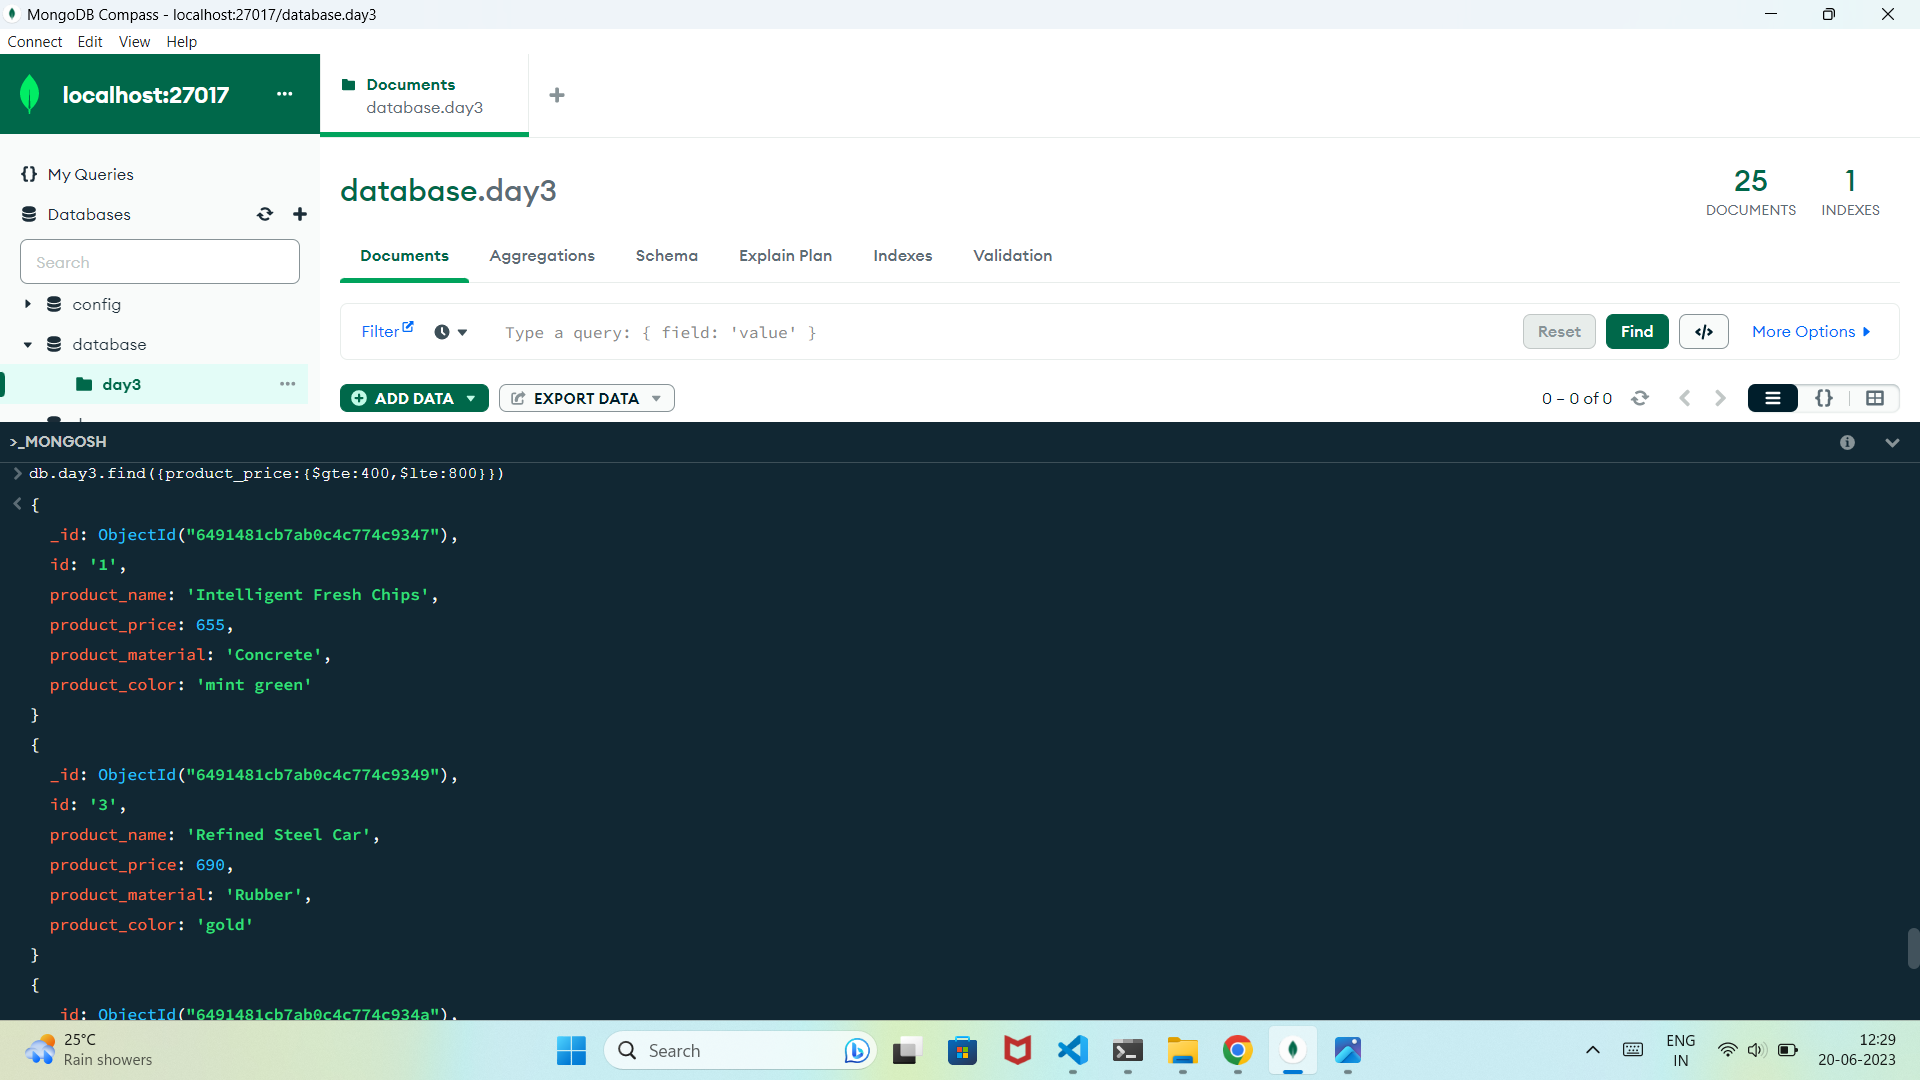 MongoDB Compass - localhost:27017/database.day3
Connect Edit View Help
localhost:27017 ...
Documents
database.day3
+
{} My Queries
Databases
Search
config
database
day3 ...
database.day3
25
DOCUMENTS
1
INDEXES
Documents Aggregations Schema Explain Plan Indexes Validation
Filter Type a query: { field: 'value' } Reset Find </> More Options
ADD DATA EXPORT DATA 0 – 0 of 0 {}
>_MONGOSH
> db.day3.find({product_price:{$gte:400,$lte:800}})
< {
_id: ObjectId("6491481cb7ab0c4c774c9347"),
id: '1',
product_name: 'Intelligent Fresh Chips',
product_price: 655,
product_material: 'Concrete',
product_color: 'mint green'
}
{
_id: ObjectId("6491481cb7ab0c4c774c9349"),
id: '3',
product_name: 'Refined Steel Car',
product_price: 690,
product_material: 'Rubber',
product_color: 'gold'
}
{
_id: ObjectId("6491481cb7ab0c4c774c934a"),
25°C
Rain showers
Search
ENG
IN
12:29
20-06-2023